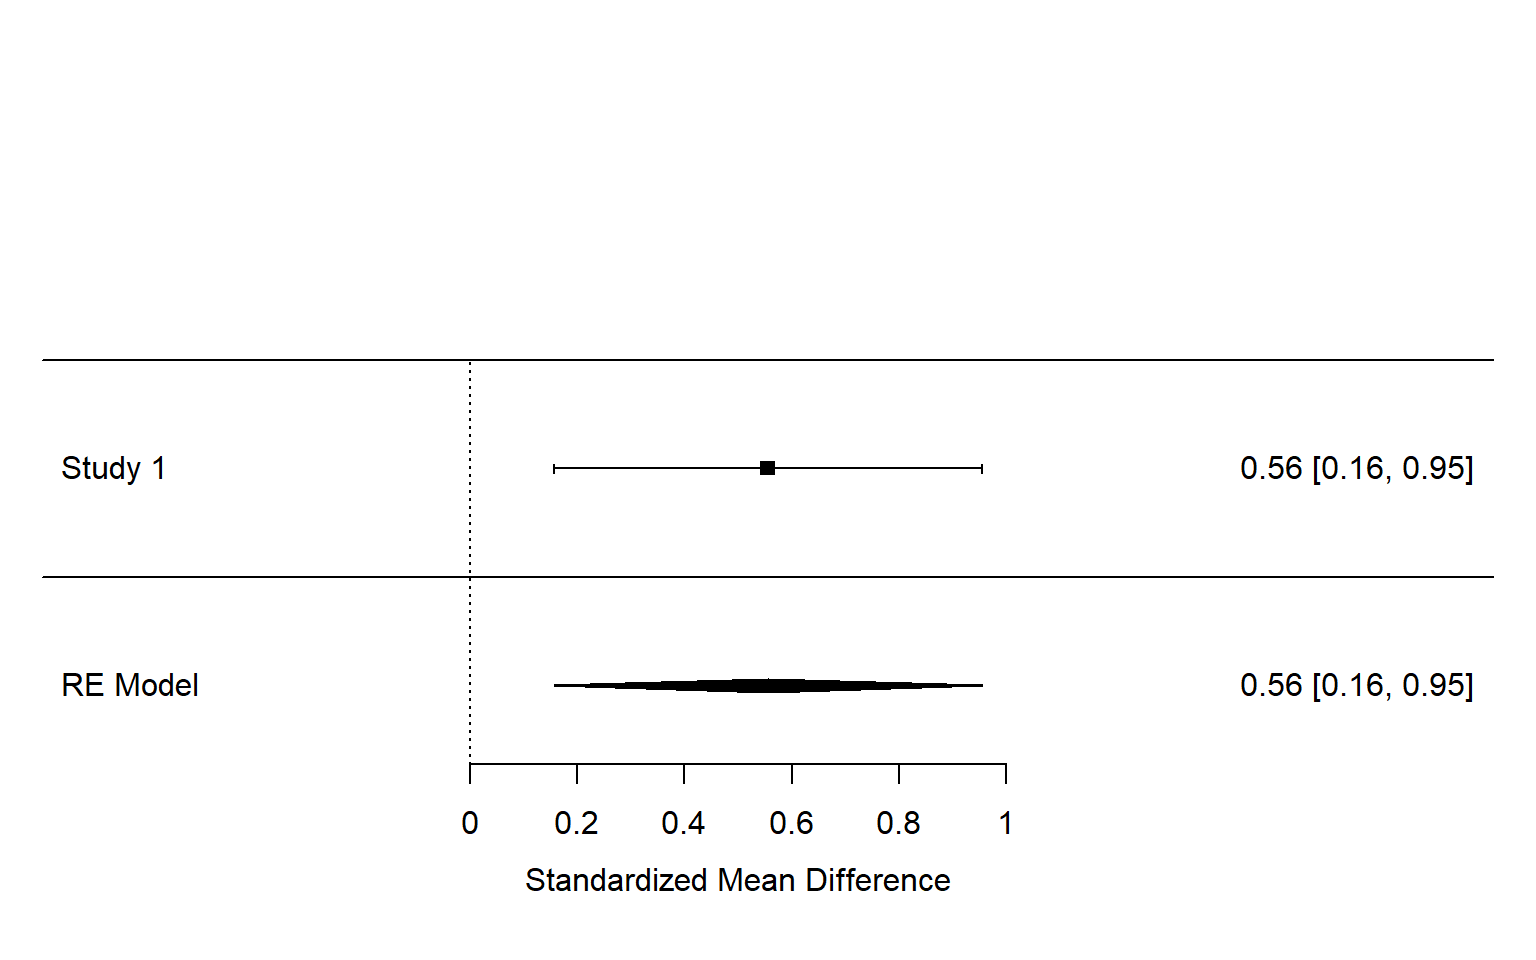 Study 1 0.56 [0.16, 0.95]
RE Model 0.56 [0.16, 0.95]
0 0.2 0.4 0.6 0.8 1
Standardized Mean Difference